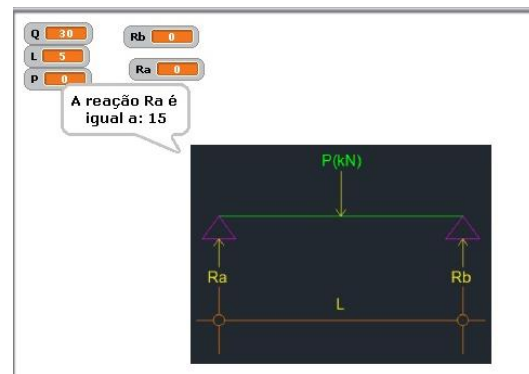 Q 30
Rb 0
L 5
Ra 0
P 0
A reação Ra é
igual a: 15
P(kN)
Ra
Rb
L